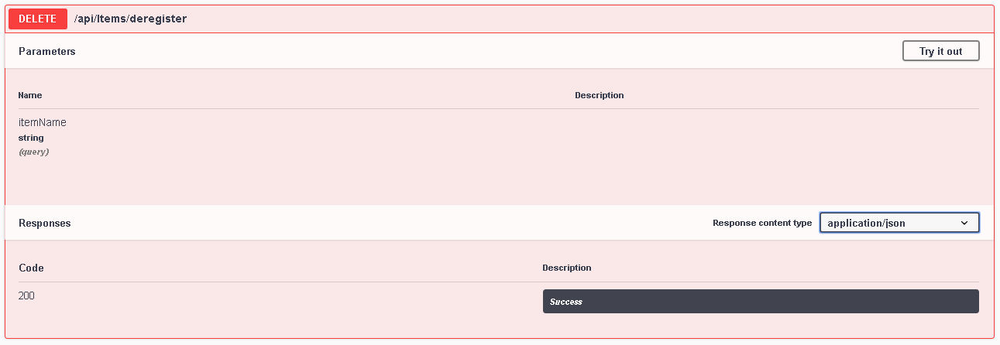 DELETE /api/Items/deregister
Parameters Try it out
Name Description
itemName
string
(query)
Responses Response content type application/json
Code Description
200 Success